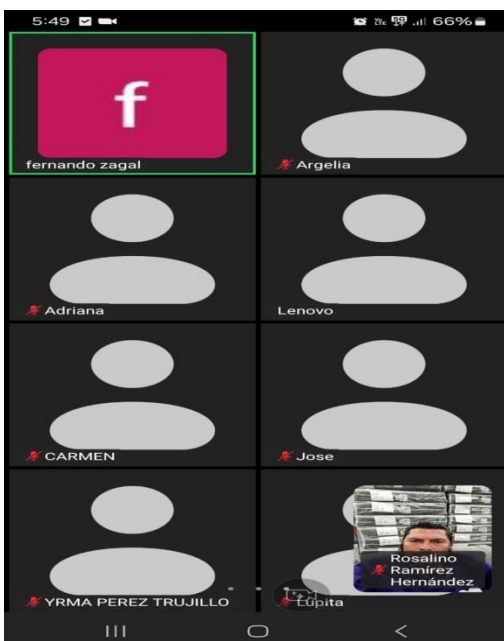 5:49 66%
f
fernando zagal
Argelia
Adriana
Lenovo
CARMEN
Jose
YRMA PEREZ TRUJILLO
Lupita
Rosalino
Ramírez
Hernández